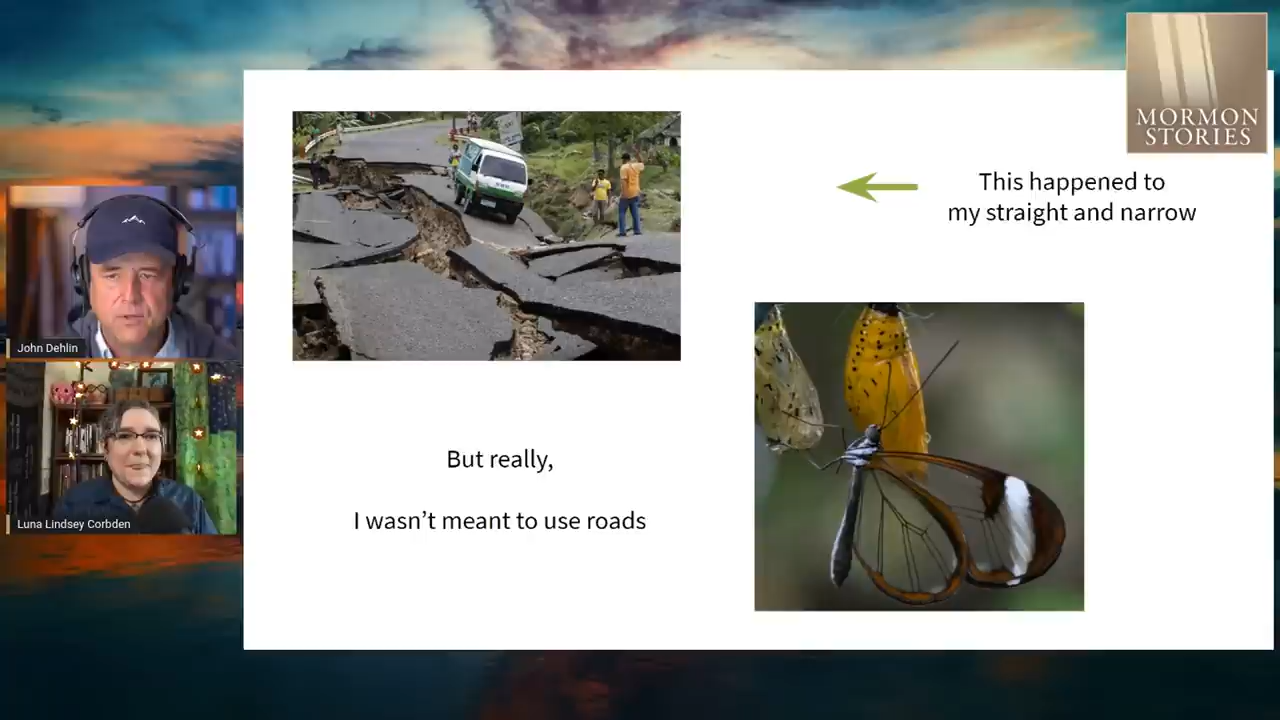 MORMON
STORIES
This happened to
my straight and narrow
John Dehlin
But really,
I wasn't meant to use roads
Luna Lindsey Corbden